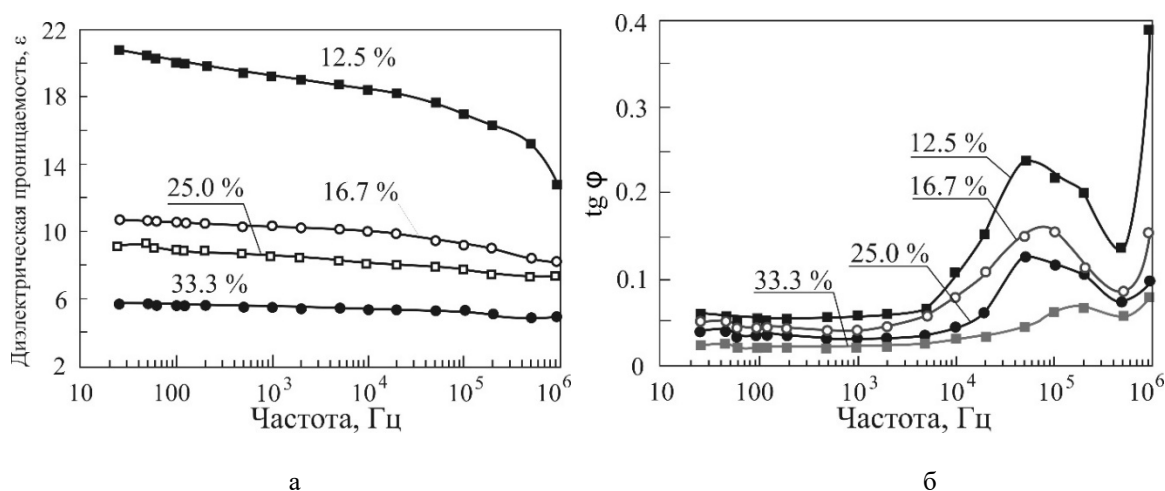 Диэлектрическая проницаемость, ε
22
18
14
10
6
2
12.5 %
16.7 %
25.0 %
33.3 %
10 100 10³ 10⁴ 10⁵ 10⁶
Частота, Гц
а
tg φ
0.4
0.3
0.2
0.1
0
12.5 %
16.7 %
25.0 %
33.3 %
10 100 10³ 10⁴ 10⁵ 10⁶
Частота, Гц
б